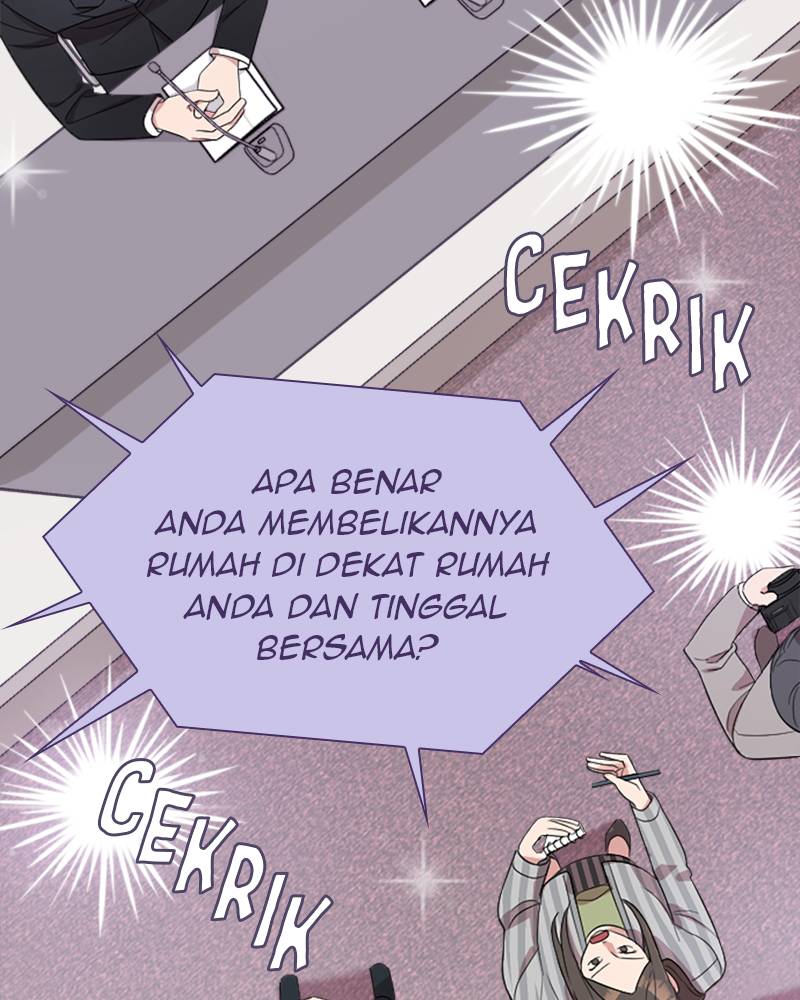 CEKRIK
APA BENAR
ANDA MEMBELIKANNYA
RUMAH DI DEKAT RUMAH
ANDA DAN TINGGAL
BERSAMA?
CEKRIK